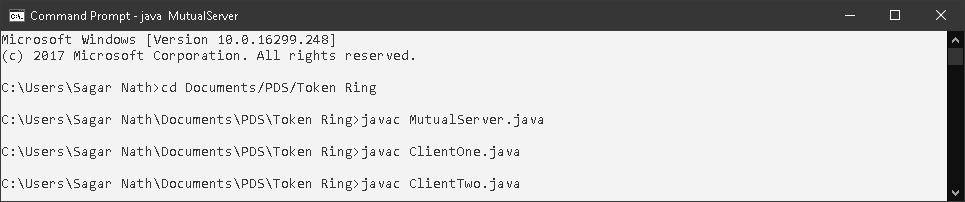 Command Prompt - java  MutualServer
Microsoft Windows [Version 10.0.16299.248]
(c) 2017 Microsoft Corporation. All rights reserved.
C:\Users\Sagar Nath>cd Documents/PDS/Token Ring
C:\Users\Sagar Nath\Documents\PDS\Token Ring>javac MutualServer.java
C:\Users\Sagar Nath\Documents\PDS\Token Ring>javac ClientOne.java
C:\Users\Sagar Nath\Documents\PDS\Token Ring>javac ClientTwo.java